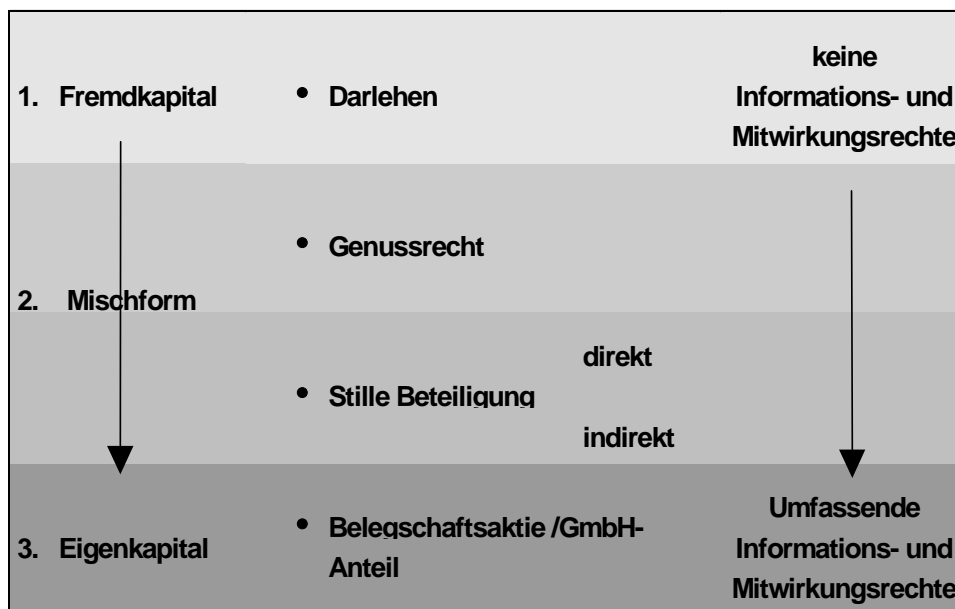 1. Fremdkapital
• Darlehen
keine
Informations- und
Mitwirkungsrechte
2. Mischform
• Genussrecht
• Stille Beteiligung
direkt
indirekt
3. Eigenkapital
• Belegschaftsaktie /GmbH-
Anteil
Umfassende
Informations- und
Mitwirkungsrechte